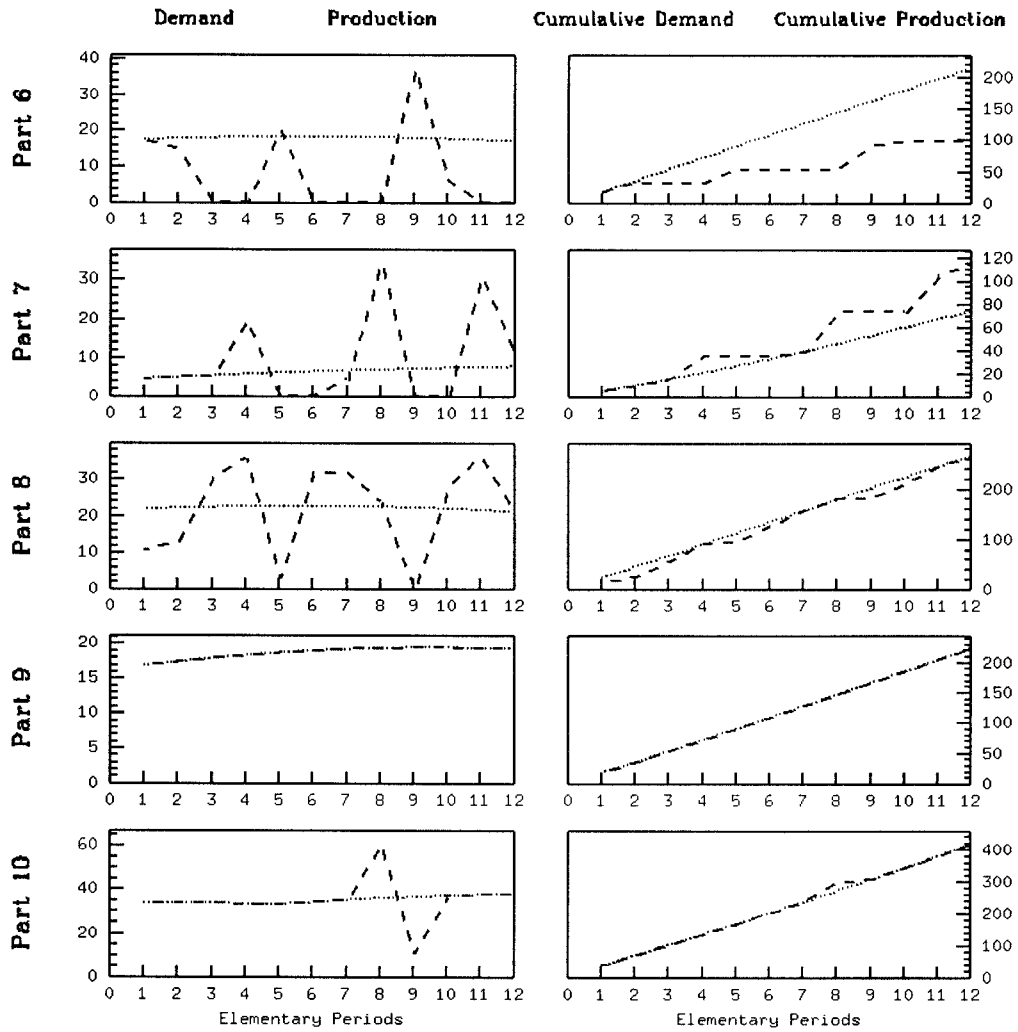 Demand Production Cumulative Demand Cumulative Production
Part 6
40
30
20
10
0
0 1 2 3 4 5 6 7 8 9 10 11 12
200
150
100
50
0
0 1 2 3 4 5 6 7 8 9 10 11 12
Part 7
30
20
10
0
0 1 2 3 4 5 6 7 8 9 10 11 12
120
100
80
60
40
20
0
0 1 2 3 4 5 6 7 8 9 10 11 12
Part 8
30
20
10
0
0 1 2 3 4 5 6 7 8 9 10 11 12
200
100
0
0 1 2 3 4 5 6 7 8 9 10 11 12
Part 9
20
15
10
5
0
0 1 2 3 4 5 6 7 8 9 10 11 12
200
150
100
50
0
0 1 2 3 4 5 6 7 8 9 10 11 12
Part 10
60
40
20
0
0 1 2 3 4 5 6 7 8 9 10 11 12
Elementary Periods
400
300
200
100
0
0 1 2 3 4 5 6 7 8 9 10 11 12
Elementary Periods